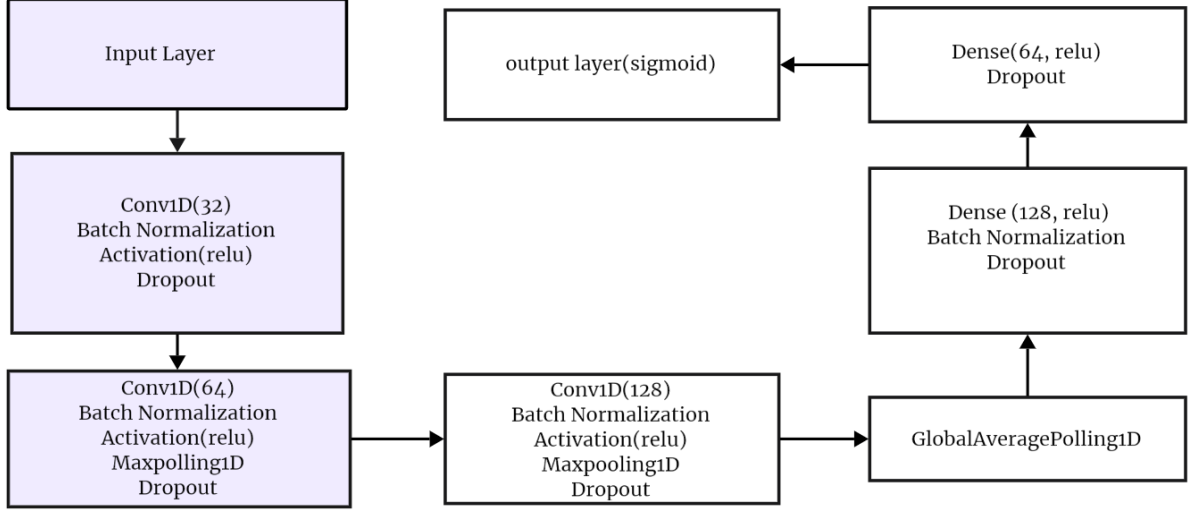 Input Layer
Conv1D(32)
Batch Normalization
Activation(relu)
Dropout
Conv1D(64)
Batch Normalization
Activation(relu)
Maxpolling1D
Dropout
Conv1D(128)
Batch Normalization
Activation(relu)
Maxpooling1D
Dropout
GlobalAveragePolling1D
Dense (128, relu)
Batch Normalization
Dropout
Dense(64, relu)
Dropout
output layer(sigmoid)